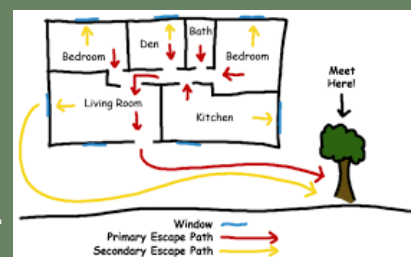 Bedroom
Den
Bath
Bedroom
Meet
Here!
Living Room
Kitchen
Window
Primary Escape Path
Secondary Escape Path